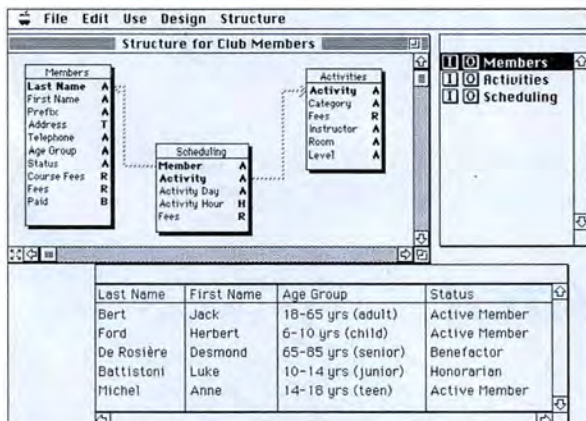 File Edit Use Design Structure
Structure for Club Members
Members
Last Name A
First Name A
Prefix A
Address T
Telephone A
Age Group A
Status A
Course Fees R
Fees R
Paid B
Scheduling
Member A
Activity A
Activity Day A
Activity Hour H
Fees R
Activities
Activity A
Category A
Fees R
Instructor A
Room A
Level A
I O Members
I O Activities
I O Scheduling
Last Name First Name Age Group Status
Bert Jack 18-65 yrs (adult) Active Member
Ford Herbert 6-10 yrs (child) Active Member
De Rosière Desmond 65-85 yrs (senior) Benefactor
Battistoni Luke 10-14 yrs (junior) Honorarian
Michel Anne 14-18 yrs (teen) Active Member